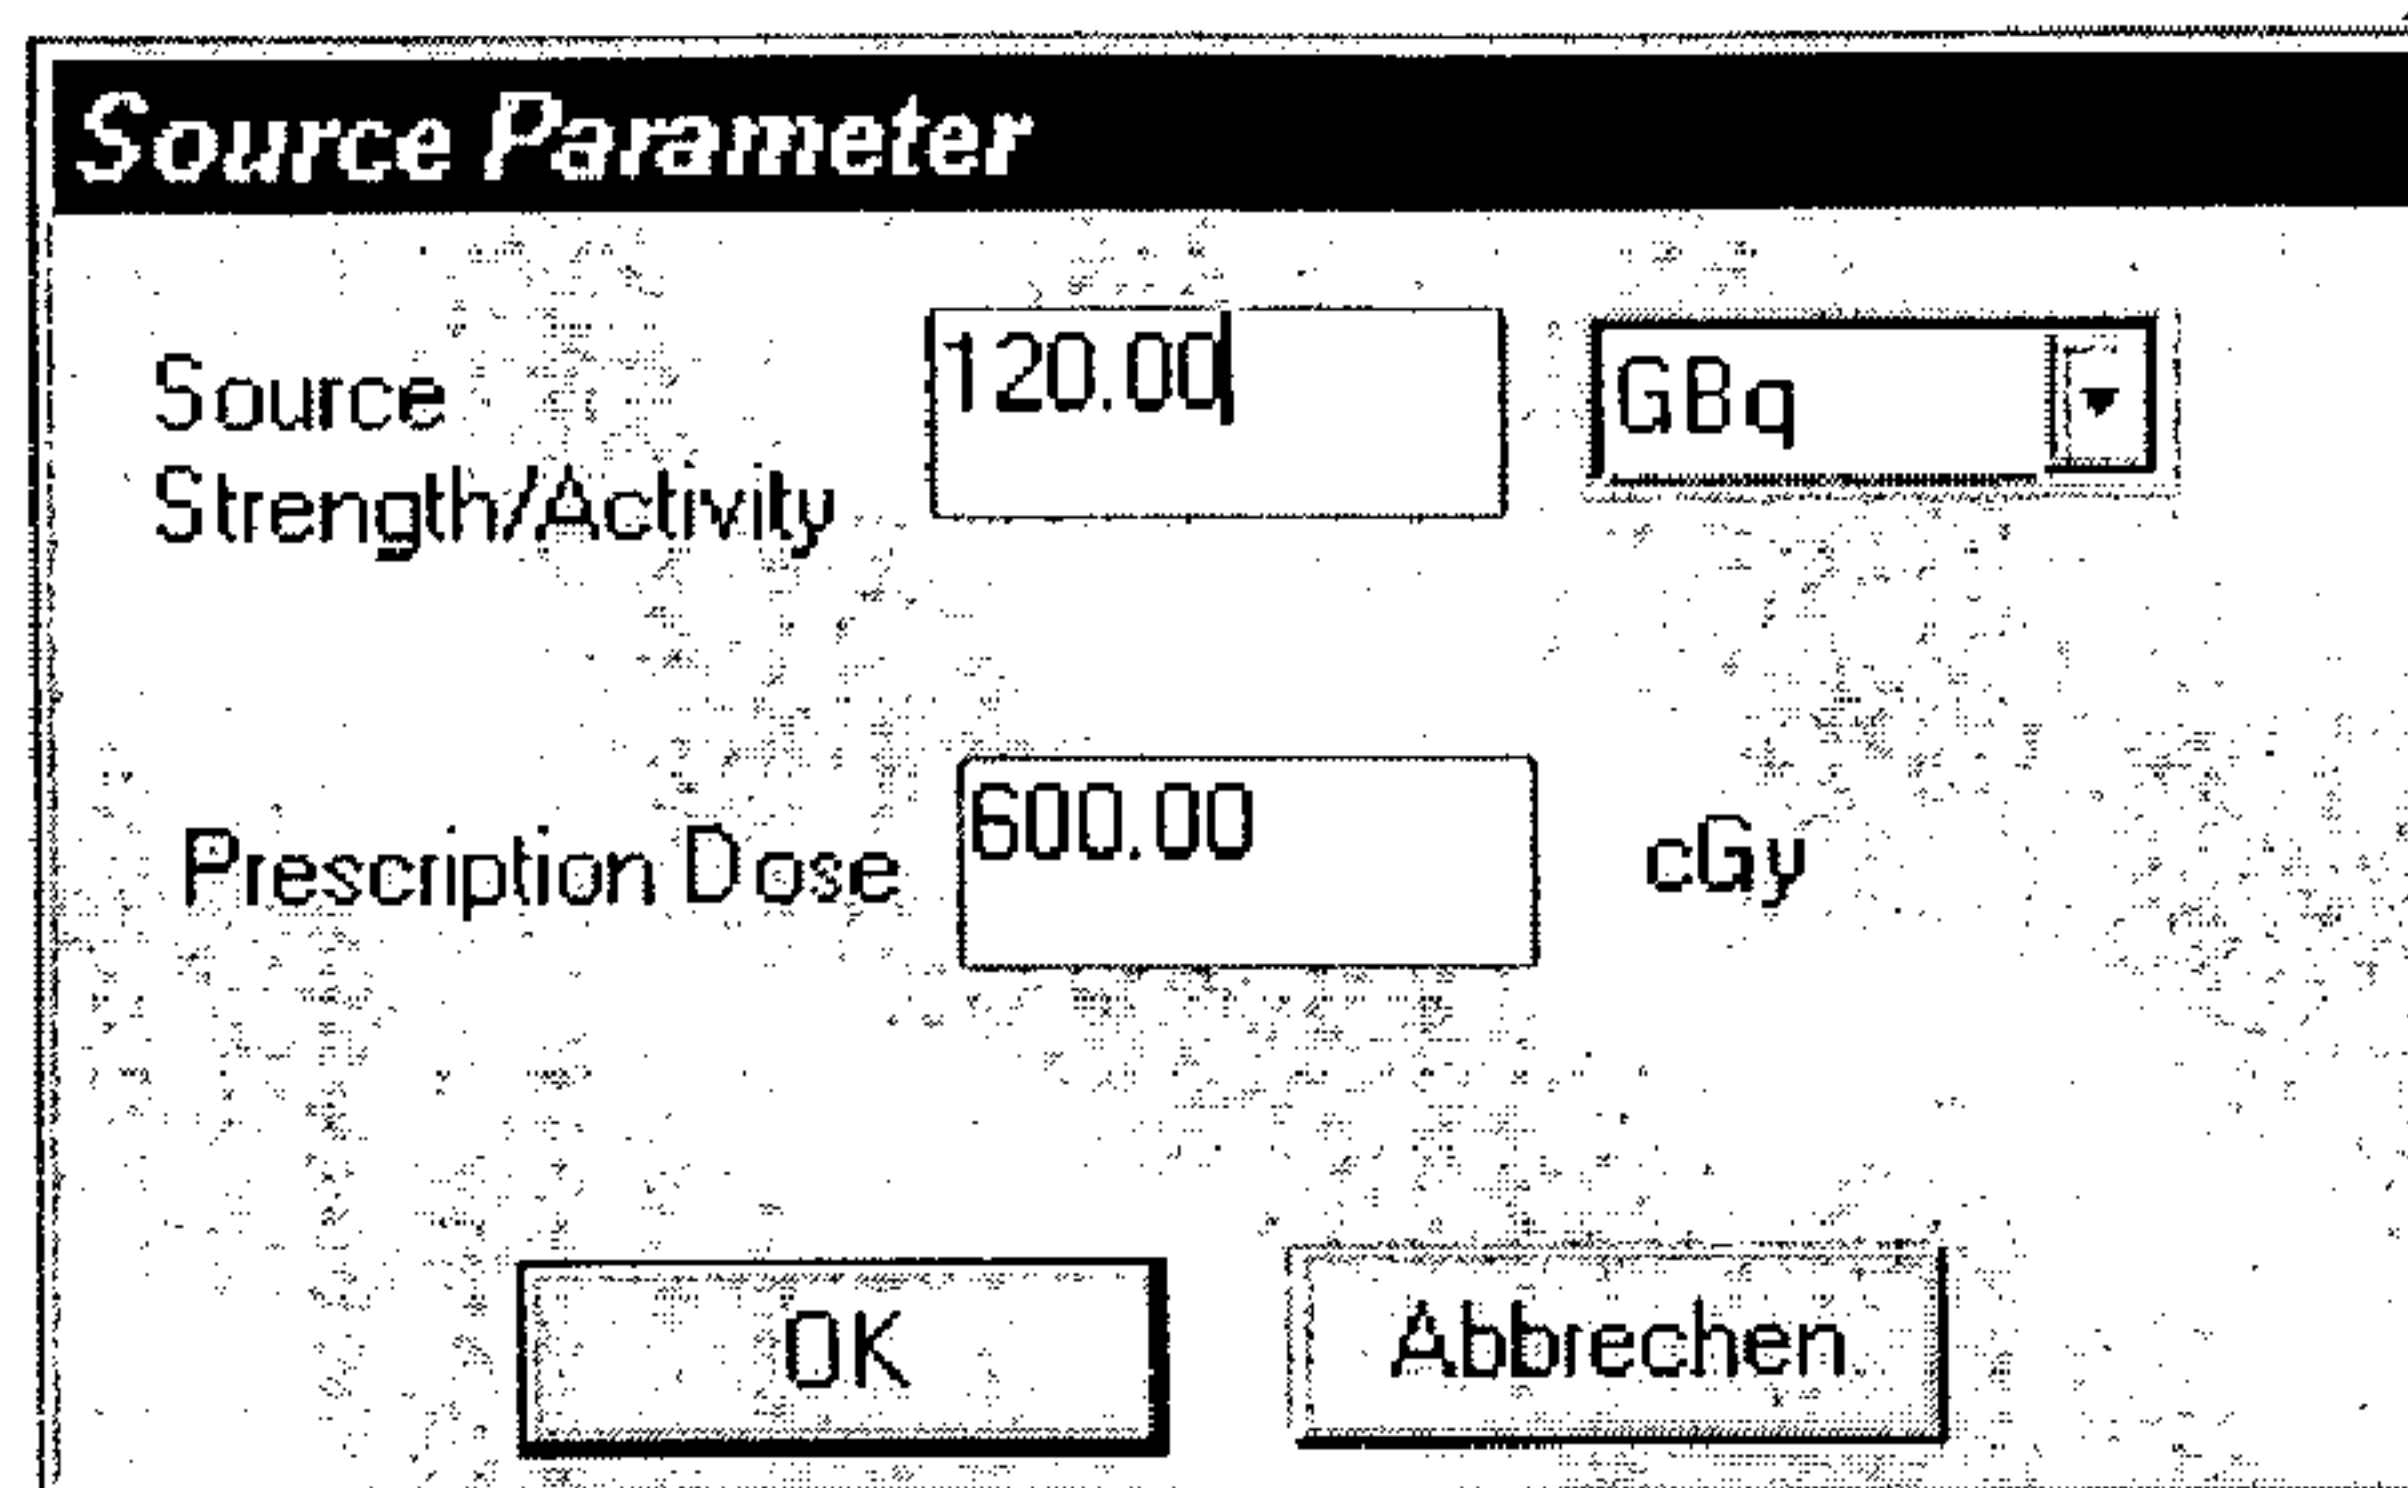 Source Parameter
Source 120.00 GBq
Strength/Activity
Prescription Dose 600.00 cGy
OK Abbrechen